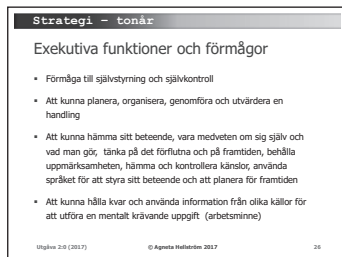 Strategi – tonår
Exekutiva funktioner och förmågor
▪ Förmåga till självstyrning och självkontroll
▪ Att kunna planera, organisera, genomföra och utvärdera en
handling
▪ Att kunna hämma sitt beteende, vara medveten om sig själv och
vad man gör, tänka på det förflutna och på framtiden, behålla
uppmärksamheten, hämma och kontrollera känslor, använda
språket för att styra sitt beteende och att planera för framtiden
▪ Att kunna hålla kvar och använda information från olika källor för
att utföra en mentalt krävande uppgift (arbetsminne)
Utgåva 2:0 (2017) © Agneta Hellström 2017 26